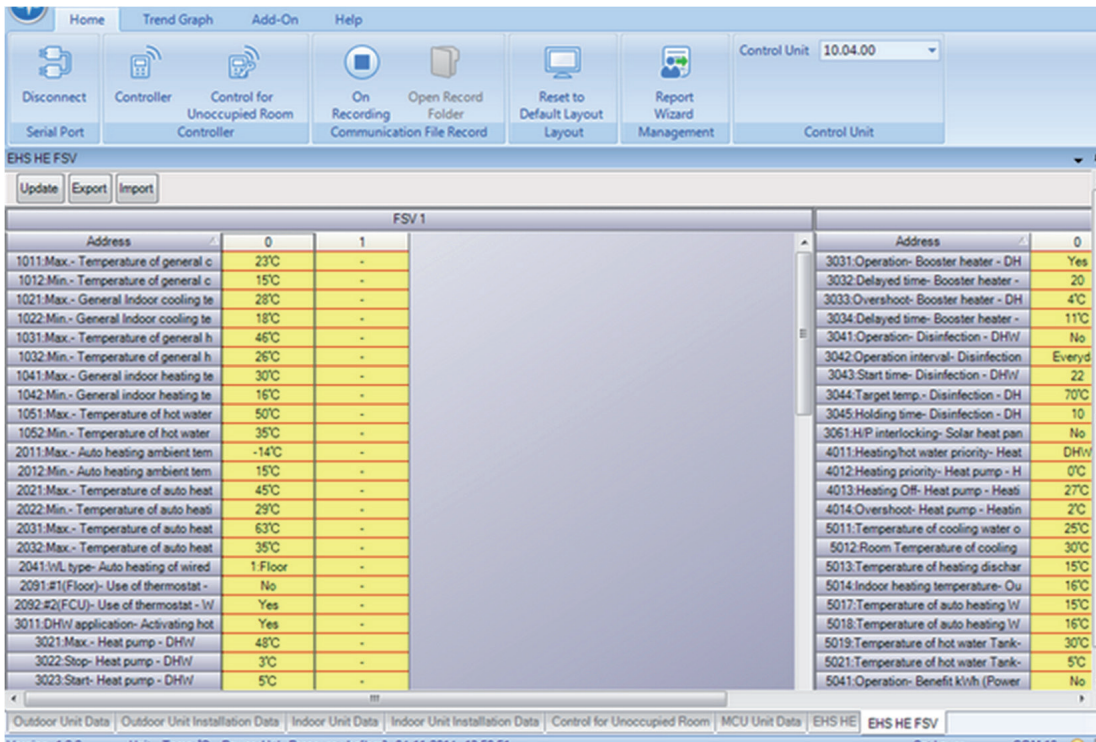 Home Trend Graph Add-On Help
Disconnect Controller Control for Unoccupied Room On Recording Open Record Folder Reset to Default Layout Report Wizard Control Unit 10.04.00
Serial Port Controller Communication File Record Layout Management Control Unit
EHS HE FSV
Update Export Import
FSV 1
Address 0 1
1011:Max.- Temperature of general c 23℃ -
1012:Min.- Temperature of general c 15℃ -
1021:Max.- General Indoor cooling te 28℃ -
1022:Min.- General Indoor cooling te 18℃ -
1031:Max.- Temperature of general h 46℃ -
1032:Min.- Temperature of general h 26℃ -
1041:Max.- General indoor heating te 30℃ -
1042:Min.- General indoor heating te 16℃ -
1051:Max.- Temperature of hot water 50℃ -
1052:Min.- Temperature of hot water 35℃ -
2011:Max.- Auto heating ambient tem -14℃ -
2012:Min.- Auto heating ambient tem 15℃ -
2021:Max.- Temperature of auto heat 45℃ -
2022:Min.- Temperature of auto heati 29℃ -
2031:Max.- Temperature of auto heat 63℃ -
2032:Max.- Temperature of auto heat 35℃ -
2041:WL type- Auto heating of wired 1:Floor -
2091:#1(Floor)- Use of thermostat - No -
2092:#2(FCU)- Use of thermostat - W Yes -
3011:DHW application- Activating hot Yes -
3021:Max.- Heat pump - DHW 48℃ -
3022:Stop- Heat pump - DHW 3℃ -
3023:Start- Heat pump - DHW 5℃ -
Address 0
3031:Operation- Booster heater - DH Yes
3032:Delayed time- Booster heater - 20
3033:Overshoot- Booster heater - DH 4℃
3034:Delayed time- Booster heater - 11℃
3041:Operation- Disinfection - DHW No
3042:Operation interval- Disinfection Everyd
3043:Start time- Disinfection - DHW 22
3044:Target temp.- Disinfection - DH 70℃
3045:Holding time- Disinfection - DH 10
3061:H/P interlocking- Solar heat pan No
4011:Heating/hot water priority- Heat DHW
4012:Heating priority- Heat pump - H 0℃
4013:Heating Off- Heat pump - Heati 27℃
4014:Overshoot- Heat pump - Heatin 2℃
5011:Temperature of cooling water o 25℃
5012:Room Temperature of cooling 30℃
5013:Temperature of heating dischar 15℃
5014:Indoor heating temperature- Ou 16℃
5017:Temperature of auto heating W 15℃
5018:Temperature of auto heating W 16℃
5019:Temperature of hot water Tank- 30℃
5021:Temperature of hot water Tank- 5℃
5041:Operation- Benefit kWh (Power No
Outdoor Unit Data Outdoor Unit Installation Data Indoor Unit Data Indoor Unit Installation Data Control for Unoccupied Room MCU Unit Data EHS HE EHS HE FSV